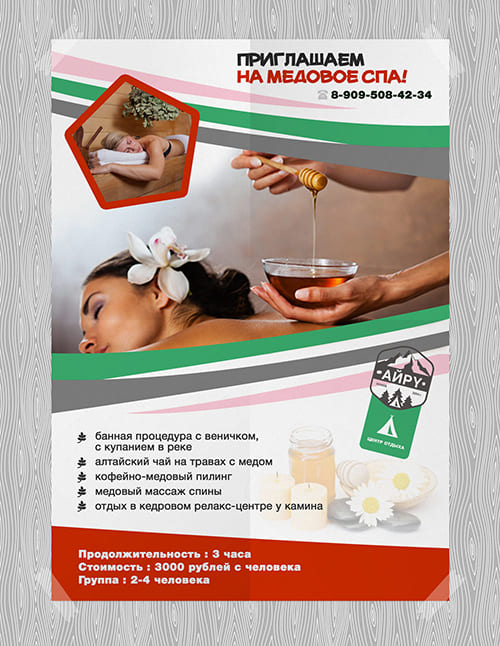 ПРИГЛАШАЕМ
НА МЕДОВОЕ СПА!
8-909-508-42-34
АЙРУ
ЦЕНТР ОТДЫХА
банная процедура с веничком,
с купанием в реке
алтайский чай на травах с медом
кофейно-медовый пилинг
медовый массаж спины
отдых в кедровом релакс-центре у камина
Продолжительность : 3 часа
Стоимость : 3000 рублей с человека
Группа : 2-4 человека